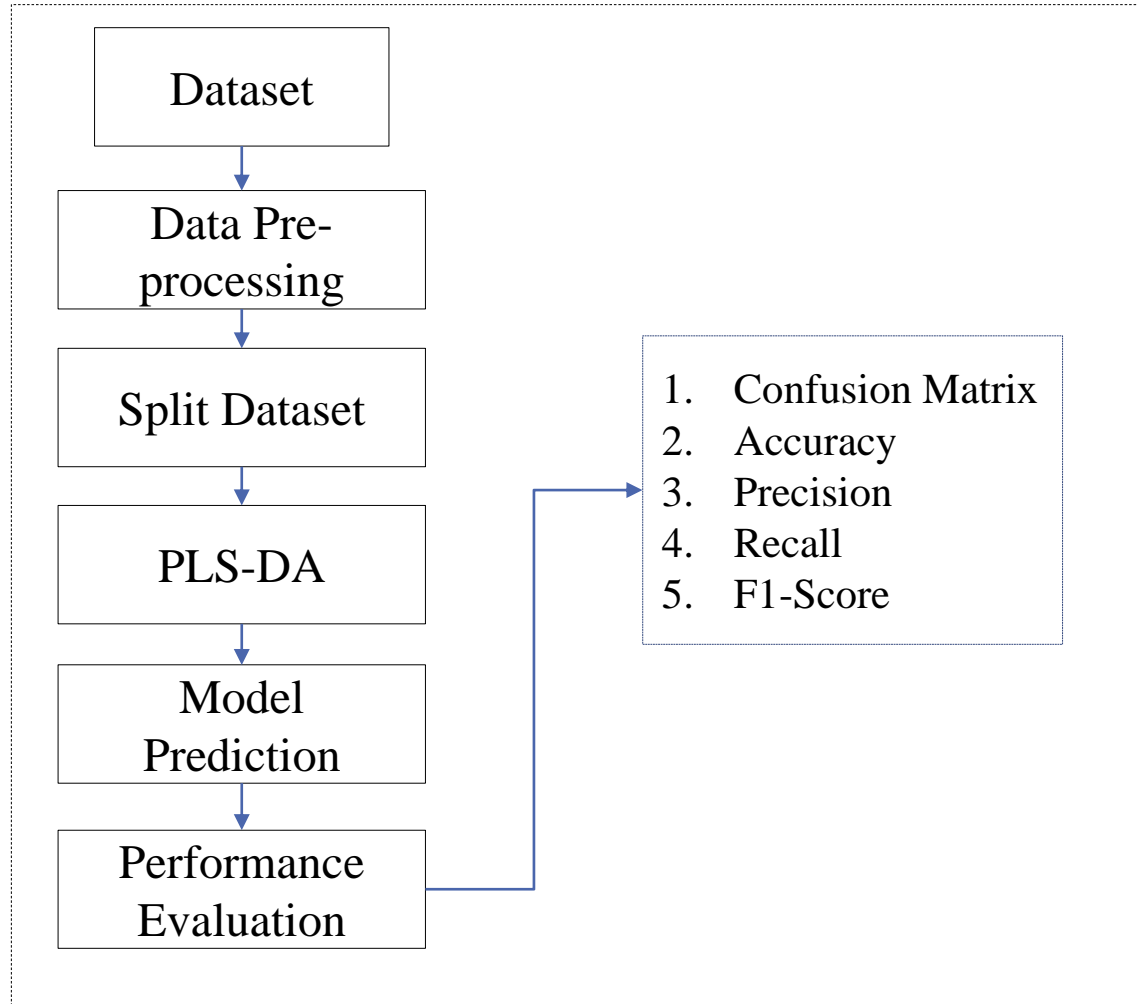 Dataset
Data Pre-
processing
Split Dataset
PLS-DA
Model
Prediction
Performance
Evaluation
1. Confusion Matrix
2. Accuracy
3. Precision
4. Recall
5. F1-Score